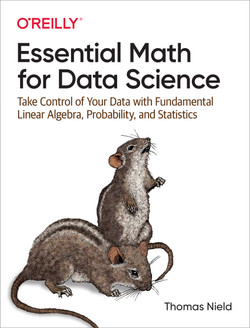 O'REILLY®
Essential Math
for Data Science
Take Control of Your Data with Fundamental
Linear Algebra, Probability, and Statistics
Thomas Nield